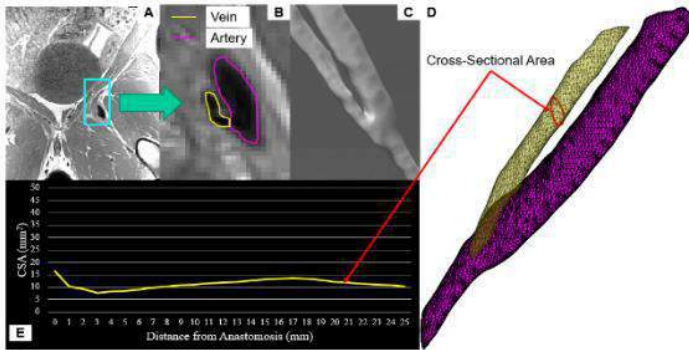 A
Vein
Artery
B
C
D
Cross-Sectional Area
CSA (mm²)
50
45
40
35
30
25
20
15
10
5
0
0 1 2 3 4 5 6 7 8 9 10 11 12 13 14 15 16 17 18 19 20 21 22 23 24 25
E
Distance from Anastomosis (mm)